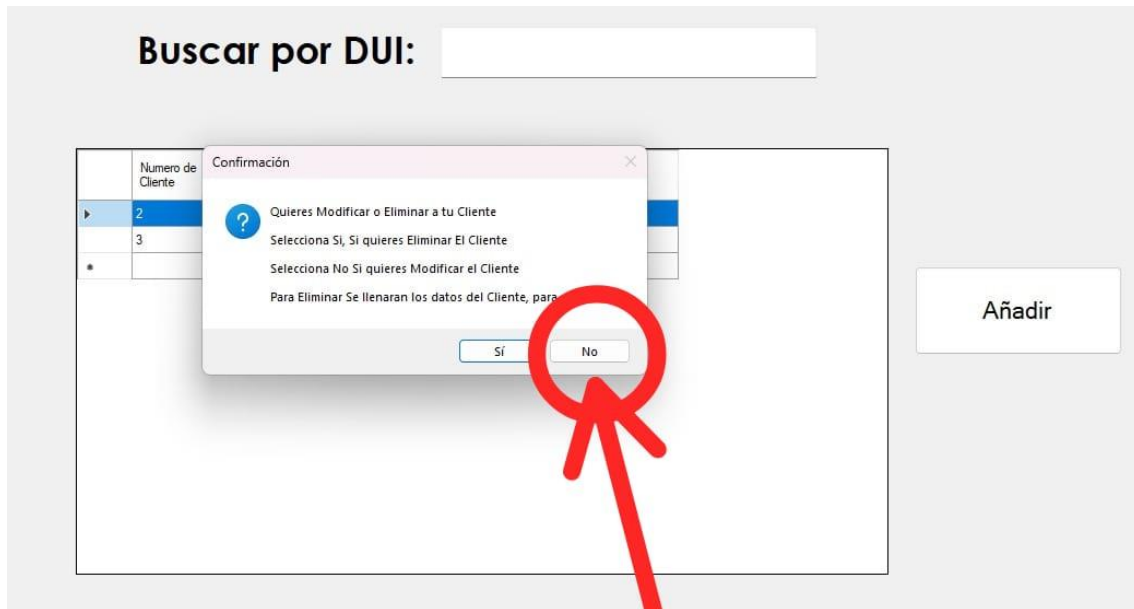 Buscar por DUI:
Numero de
Cliente
2
3
Confirmación
Quieres Modificar o Eliminar a tu Cliente
Selecciona Si, Si quieres Eliminar El Cliente
Selecciona No Si quieres Modificar el Cliente
Para Eliminar Se llenaran los datos del Cliente, para
Sí
No
Añadir